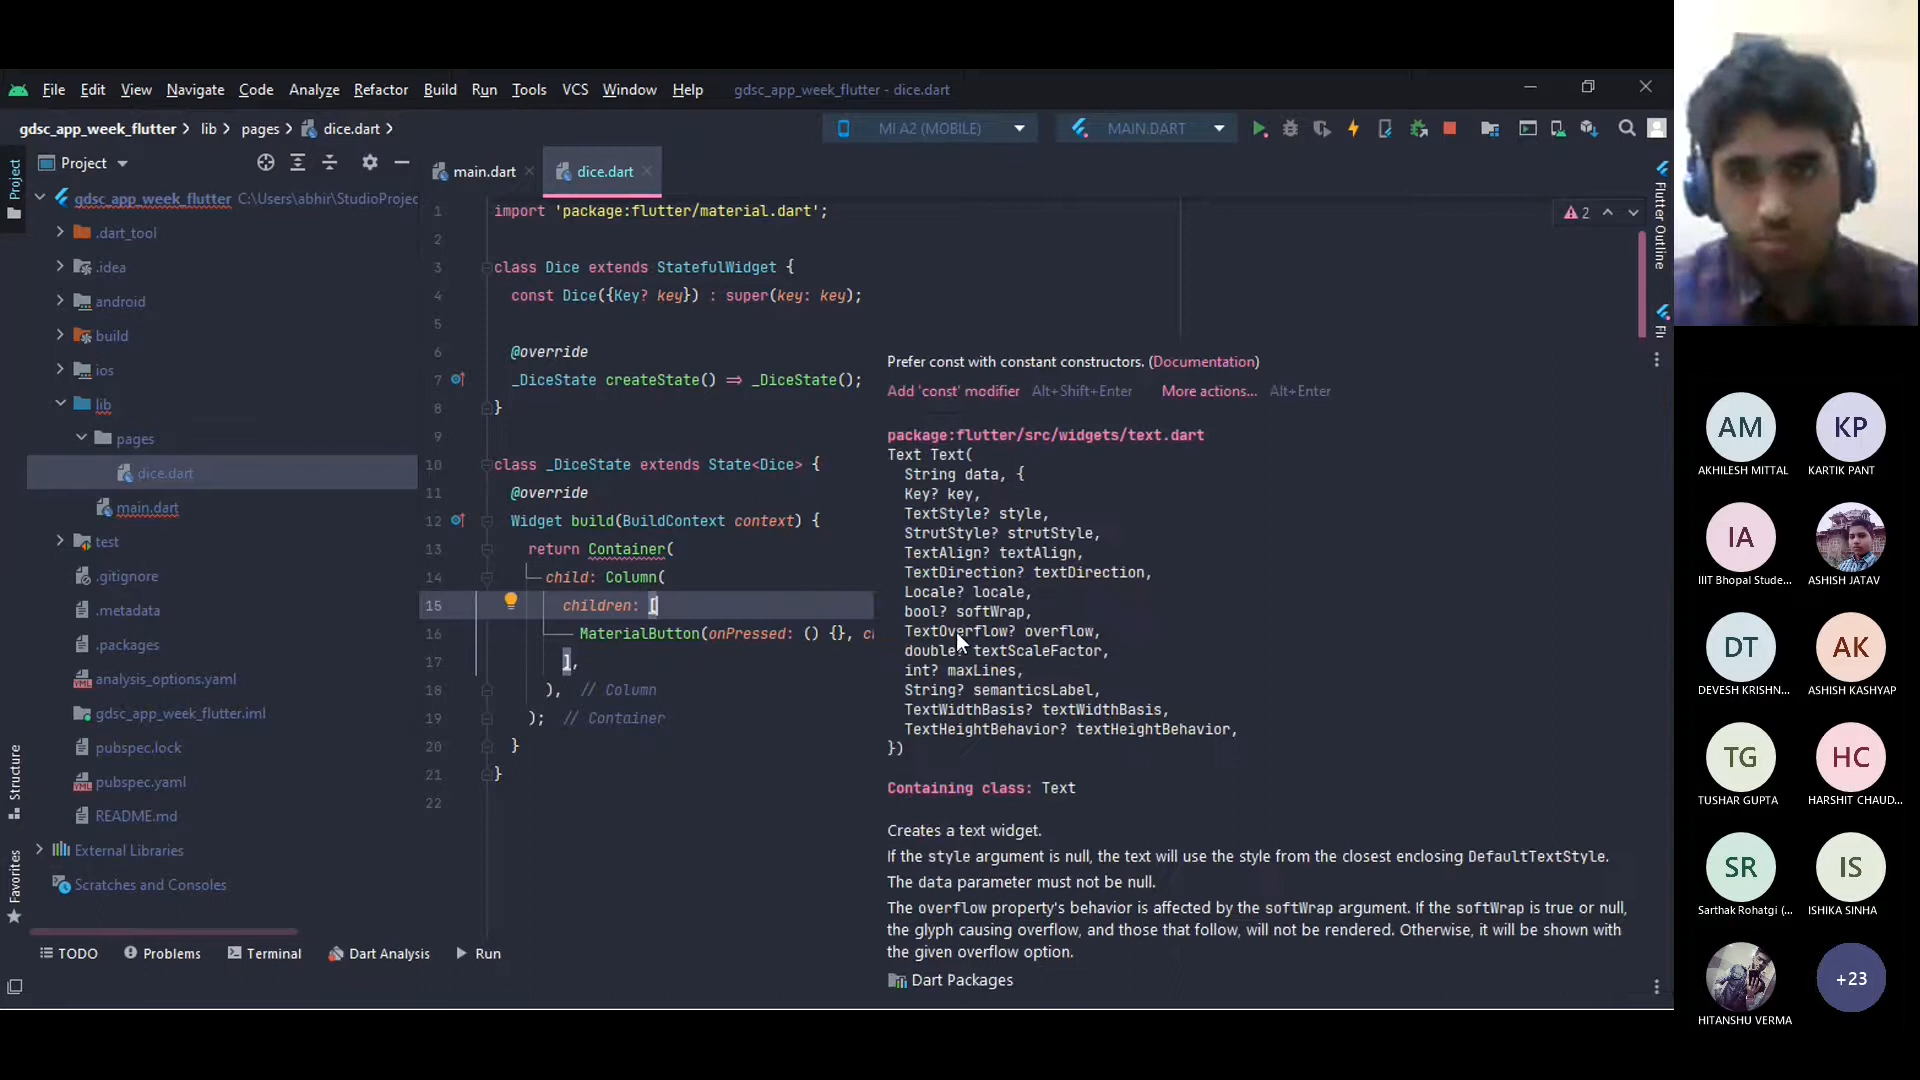 File Edit View Navigate Code Analyze Refactor Build Run Tools VCS Window Help gdsc_app_week_flutter - dice.dart
gdsc_app_week_flutter lib pages dice.dart
MI A2 (MOBILE) MAIN.DART
Project
main.dart
dice.dart
Project
gdsc_app_week_flutter C:\Users\abhir\StudioProjec
.dart_tool
.idea
android
build
ios
lib
pages
dice.dart
main.dart
test
.gitignore
.metadata
.packages
analysis_options.yaml
gdsc_app_week_flutter.iml
pubspec.lock
pubspec.yaml
README.md
External Libraries
Scratches and Consoles
Structure
Favorites
1 import 'package:flutter/material.dart';
2
3 class Dice extends StatefulWidget {
4 const Dice({Key? key}) : super(key: key);
5
6 @override
7 _DiceState createState() => _DiceState();
8 }
9
10 class _DiceState extends State<Dice> {
11 @override
12 Widget build(BuildContext context) {
13 return Container(
14 child: Column(
15 children: [
16 MaterialButton(onPressed: () {},
17 ],
18 ), // Column
19 ); // Container
20 }
21 }
22
2
Flutter Outline
Prefer const with constant constructors. (Documentation)
Add 'const' modifier Alt+Shift+Enter More actions... Alt+Enter
package:flutter/src/widgets/text.dart
Text Text(
String data, {
Key? key,
TextStyle? style,
StrutStyle? strutStyle,
TextAlign? textAlign,
TextDirection? textDirection,
Locale? locale,
bool? softWrap,
TextOverflow? overflow,
double? textScaleFactor,
int? maxLines,
String? semanticsLabel,
TextWidthBasis? textWidthBasis,
TextHeightBehavior? textHeightBehavior,
})
Containing class: Text
Creates a text widget.
If the style argument is null, the text will use the style from the closest enclosing DefaultTextStyle.
The data parameter must not be null.
The overflow property's behavior is affected by the softWrap argument. If the softWrap is true or null,
the glyph causing overflow, and those that follow, will not be rendered. Otherwise, it will be shown with
the given overflow option.
Dart Packages
TODO Problems Terminal Dart Analysis Run
AM KP
AKHILESH MITTAL KARTIK PANT
IA
IIIT Bhopal Stude... ASHISH JATAV
DT AK
DEVESH KRISHN... ASHISH KASHYAP
TG HC
TUSHAR GUPTA HARSHIT CHAUD...
SR IS
Sarthak Rohatgi (... ISHIKA SINHA
+23
HITANSHU VERMA